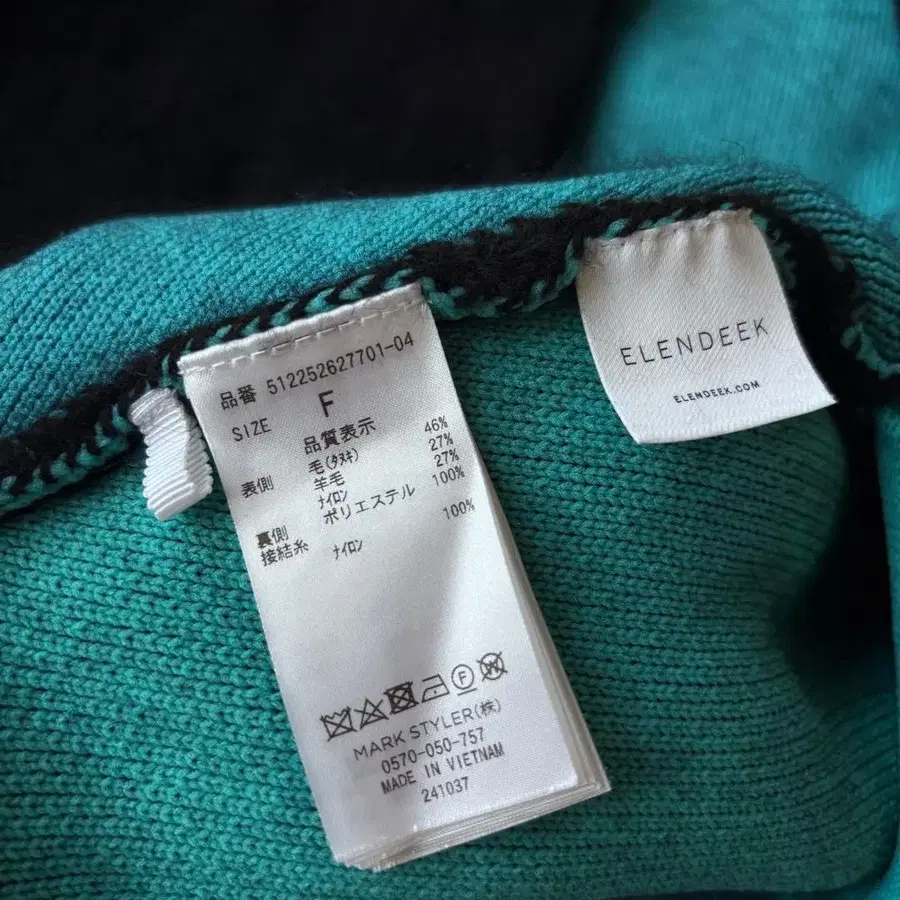 品番 512252627701-04
SIZE F
品質表示
表側 毛(タヌキ) 46%
羊毛 27%
ナイロン 27%
裏側 ポリエステル 100%
接結糸 ナイロン 100%
MARK STYLER(株)
0570-050-757
MADE IN VIETNAM
241037
ELENDEEK
ELENDEEK.COM